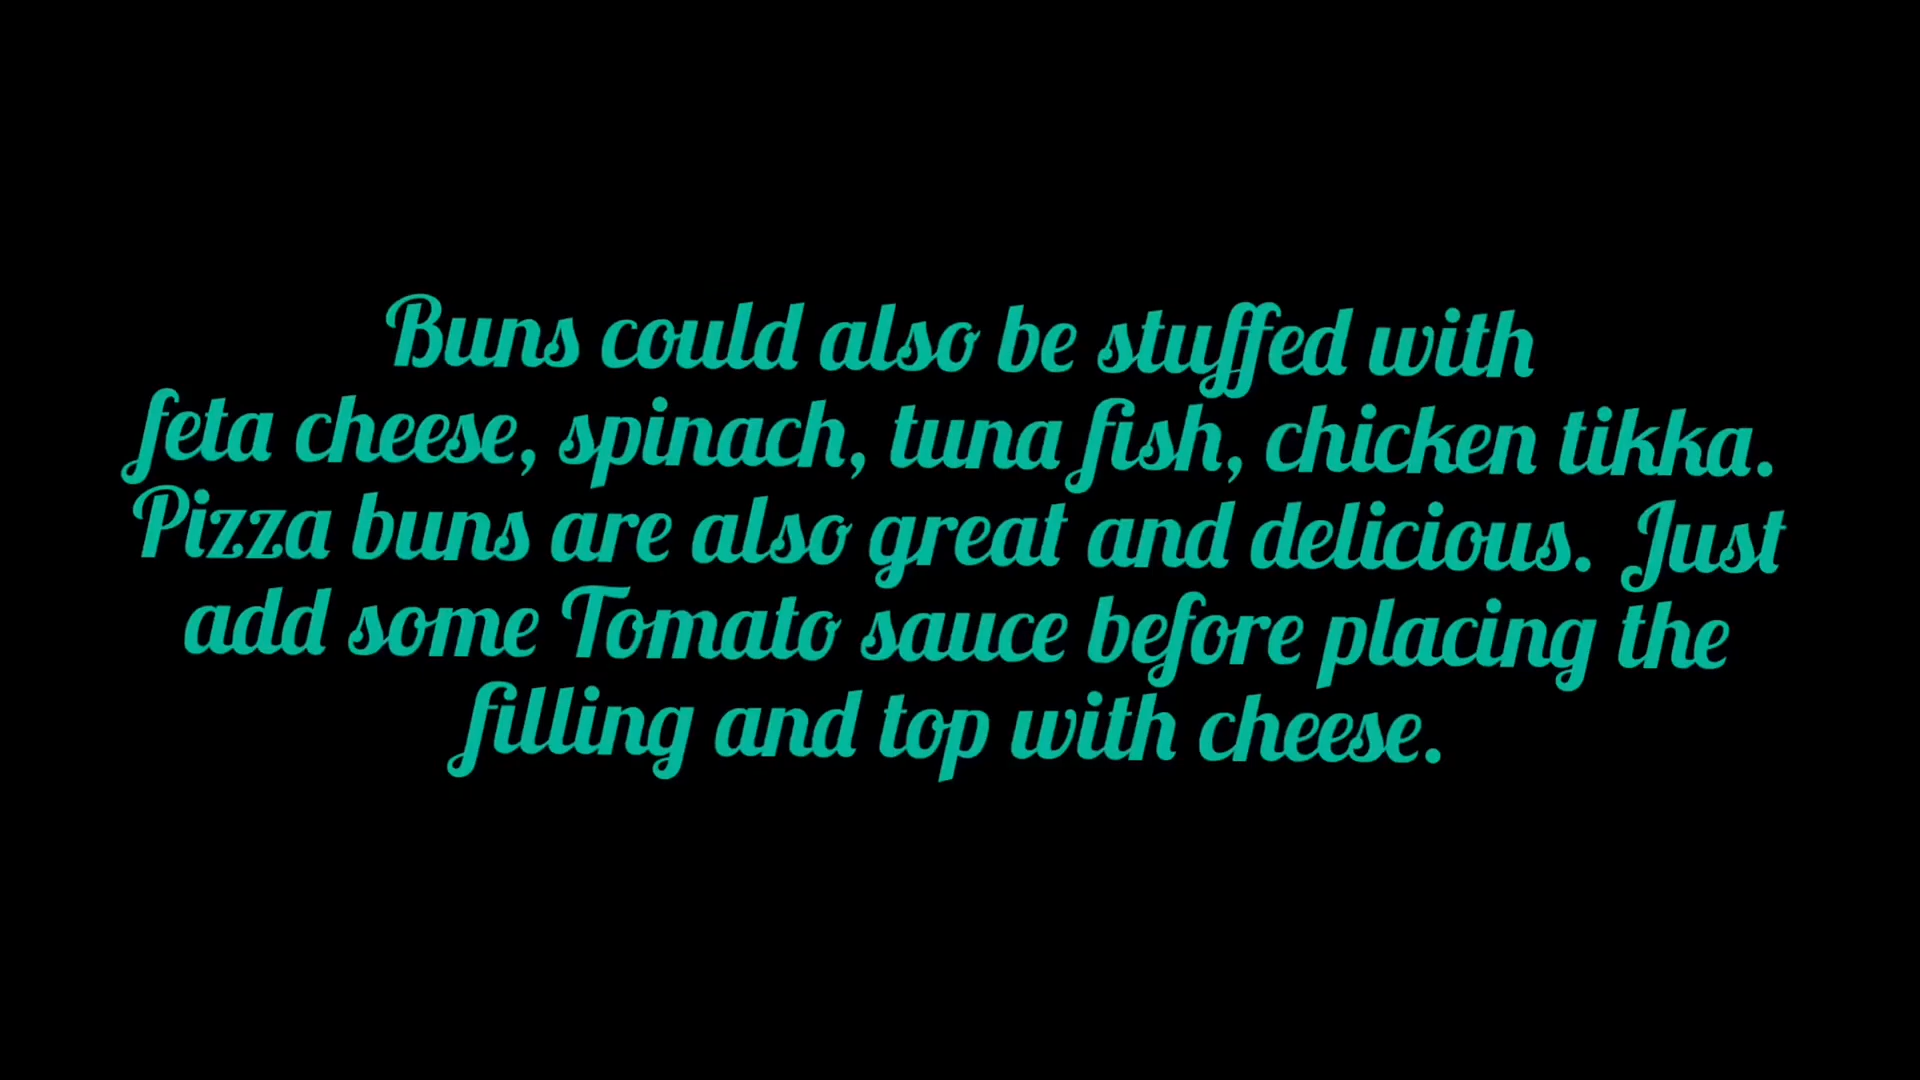 Buns could also be stuffed with
feta cheese, spinach, tuna fish, chicken tikka.
Pizza buns are also great and delicious. Just
add some Tomato sauce before placing the
filling and top with cheese.